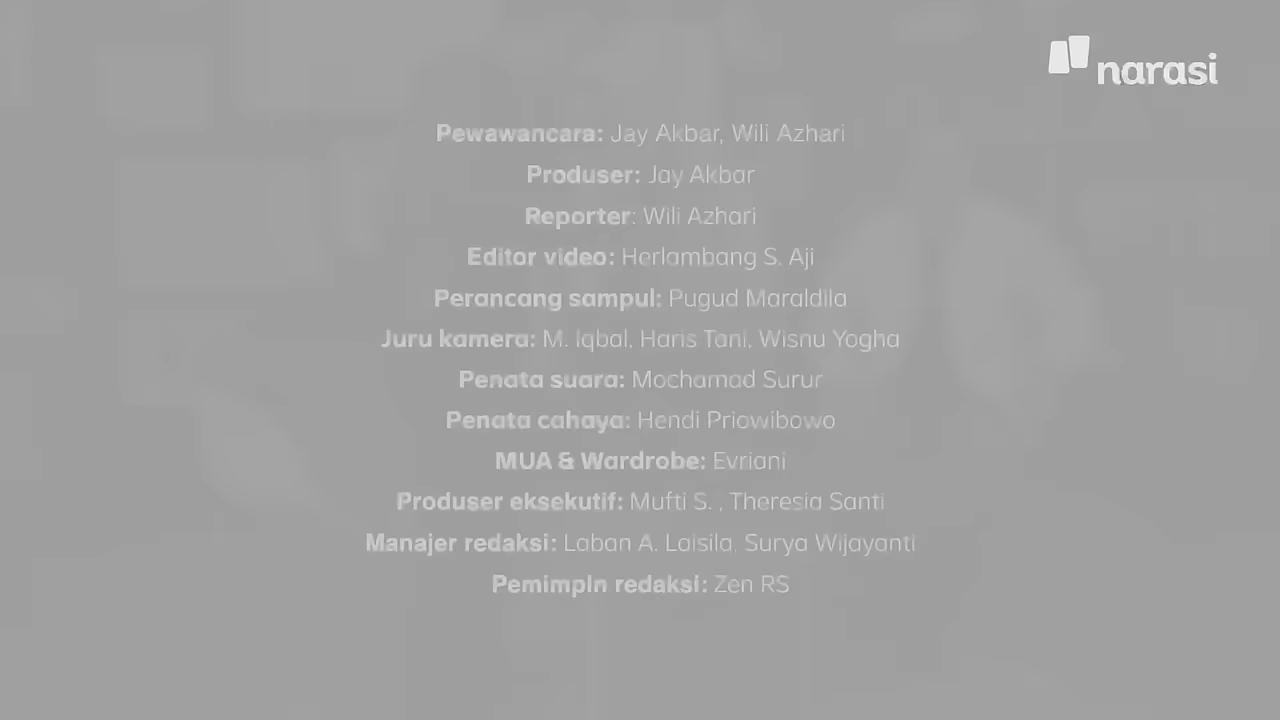 narasi
Pewawancara: Jay Akbar, Wili Azhari
Produser: Jay Akbar
Reporter: Wili Azhari
Editor video: Herlambang S. Aji
Perancang sampul: Pugud Maraldila
Juru kamera: M. Iqbal, Haris Tani, Wisnu Yogha
Penata suara: Mochamad Surur
Penata cahaya: Hendi Priowibowo
MUA & Wardrobe: Evriani
Produser eksekutif: Mufti S. , Theresia Santi
Manajer redaksi: Laban A. Laisila, Surya Wijayanti
Pemimpin redaksi: Zen RS